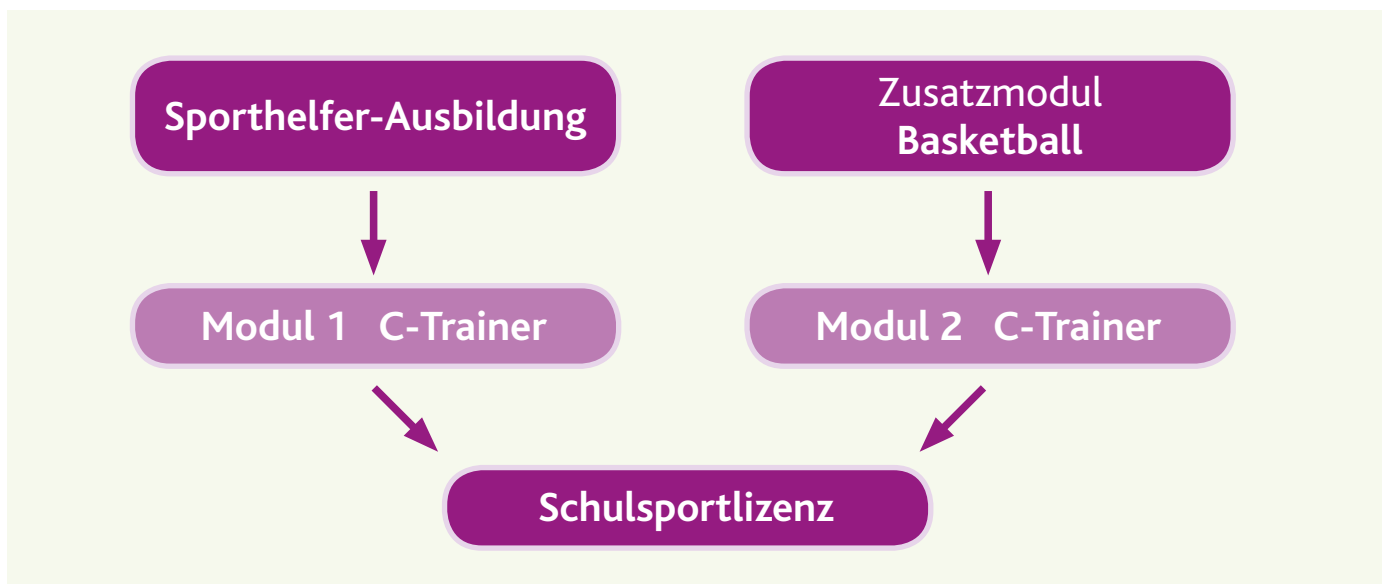 Sporthelfer-Ausbildung
Zusatzmodul
Basketball
Modul 1 C-Trainer
Modul 2 C-Trainer
Schulsportlizenz